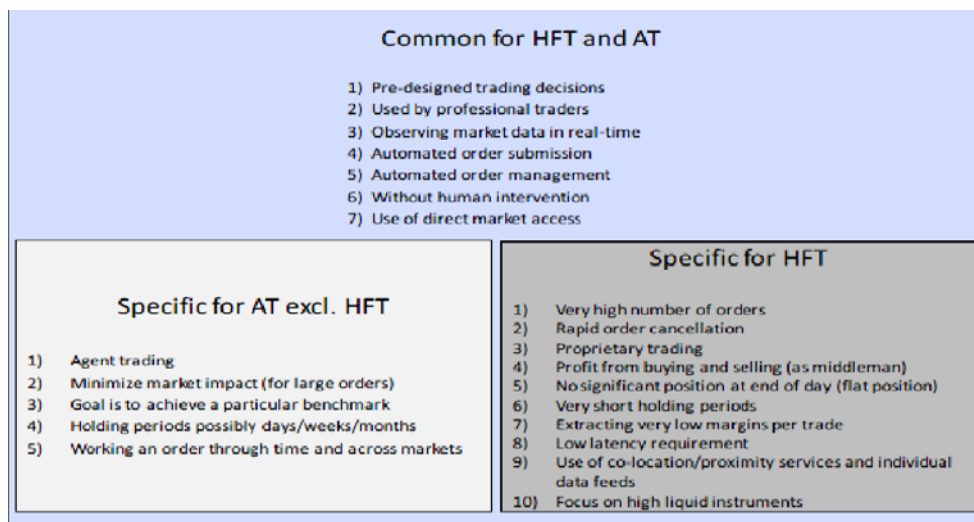 Common for HFT and AT
1) Pre-designed trading decisions
2) Used by professional traders
3) Observing market data in real-time
4) Automated order submission
5) Automated order management
6) Without human intervention
7) Use of direct market access
Specific for AT excl. HFT
1) Agent trading
2) Minimize market impact (for large orders)
3) Goal is to achieve a particular benchmark
4) Holding periods possibly days/weeks/months
5) Working an order through time and across markets
Specific for HFT
1) Very high number of orders
2) Rapid order cancellation
3) Proprietary trading
4) Profit from buying and selling (as middleman)
5) No significant position at end of day (flat position)
6) Very short holding periods
7) Extracting very low margins per trade
8) Low latency requirement
9) Use of co-location/proximity services and individual
data feeds
10) Focus on high liquid instruments